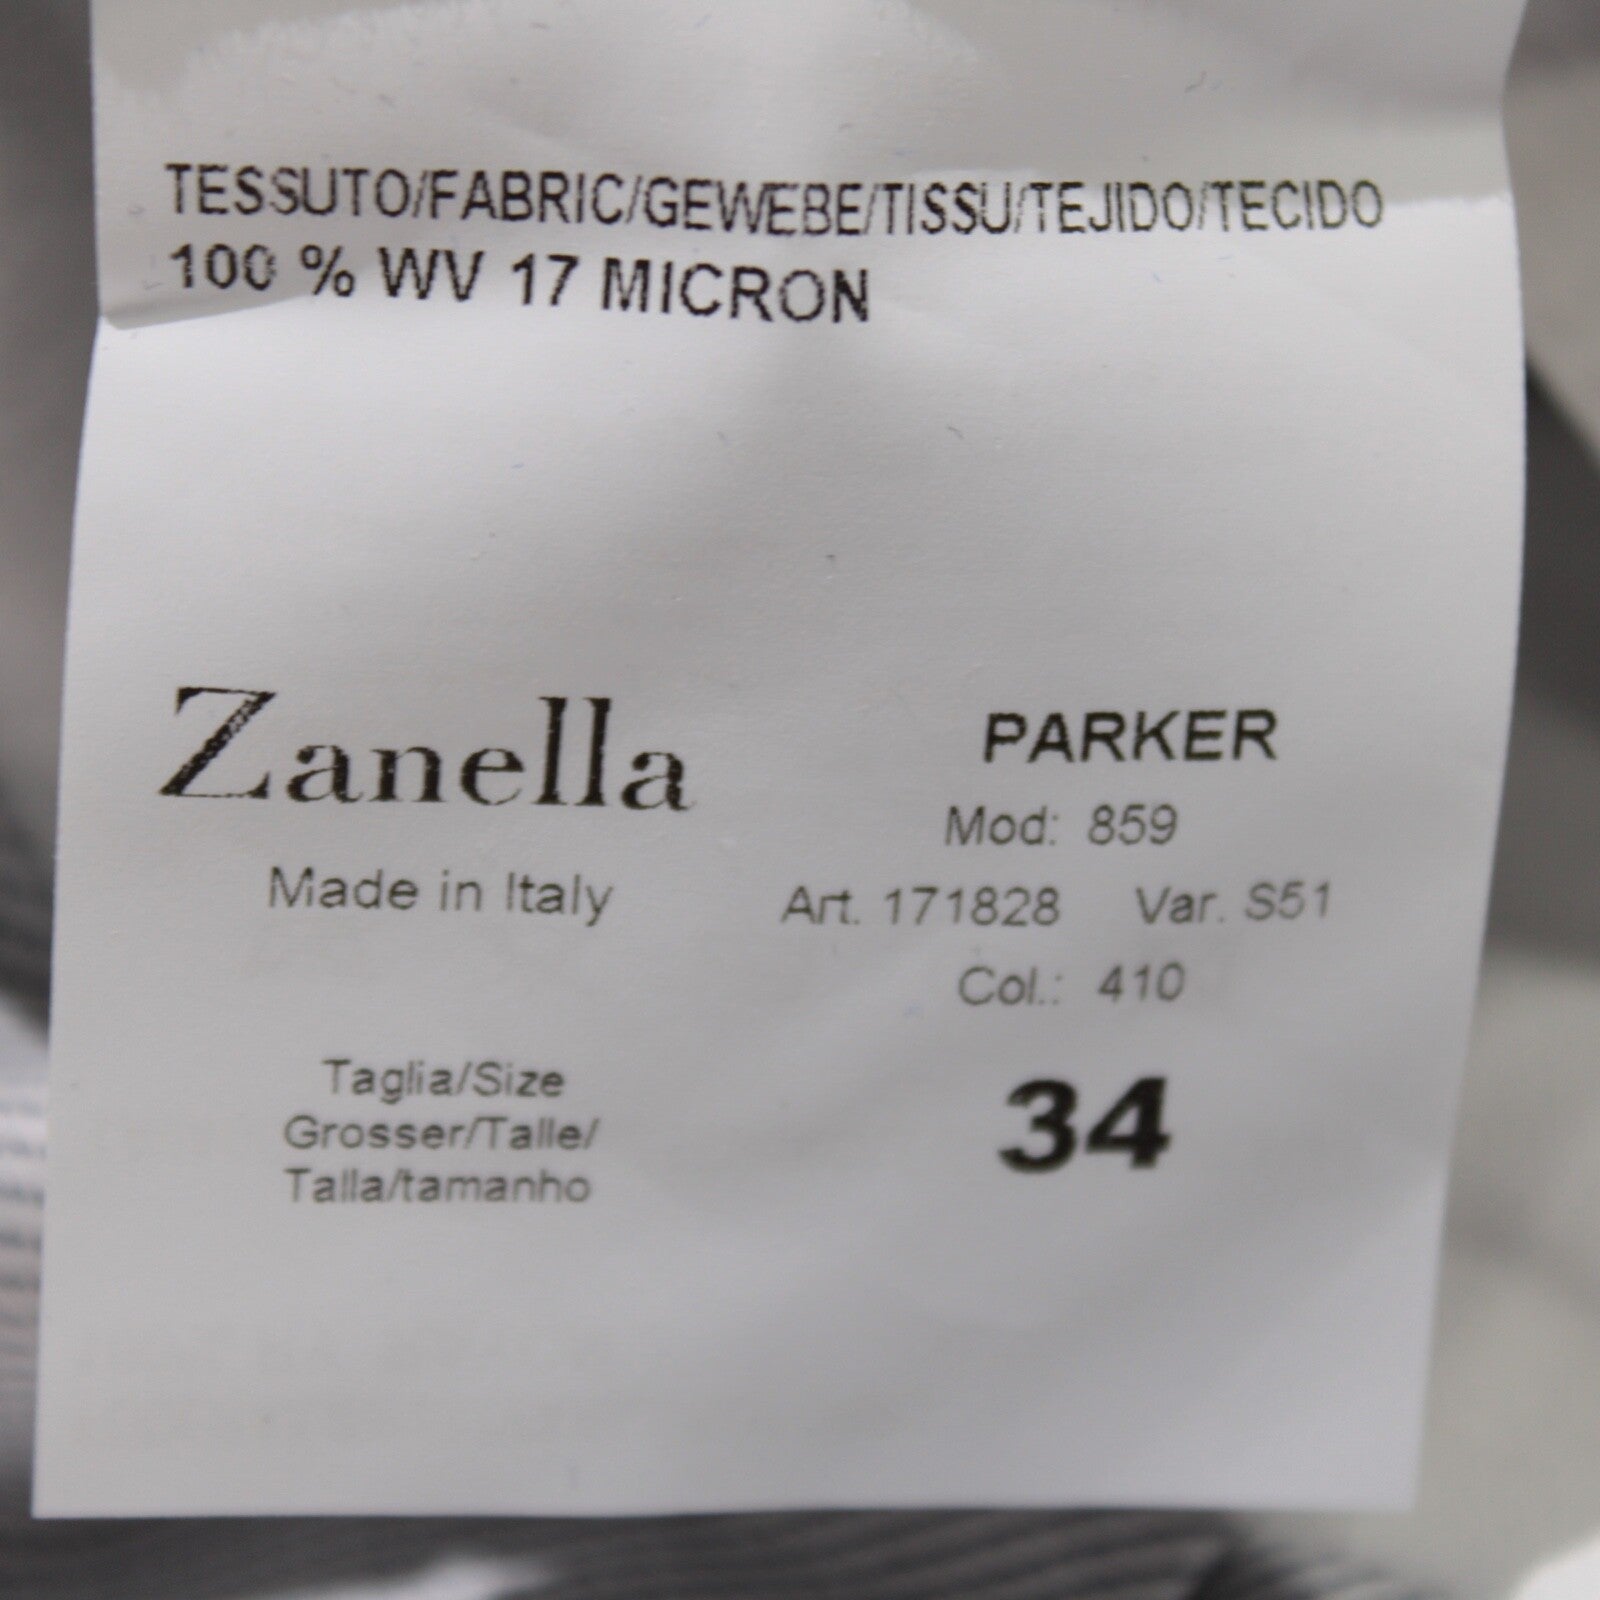 TESSUTO/FABRIC/GEWEBE/TISSU/TEJIDO/TECIDO
100 % WV 17 MICRON
Zanella
Made in Italy
PARKER
Mod: 859
Art. 171828 Var. S51
Col.: 410
Taglia/Size
Grosser/Talle/
Talla/tamanho
34